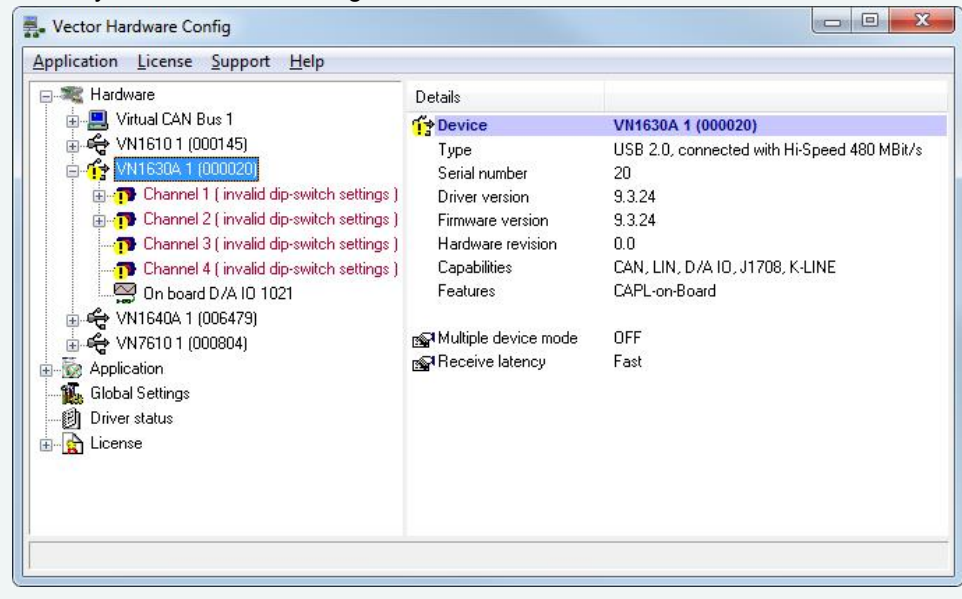 Vector Hardware Config
Application License Support Help
Hardware
Virtual CAN Bus 1
VN1610 1 (000145)
VN1630A 1 (000020)
Channel 1 ( invalid dip-switch settings )
Channel 2 ( invalid dip-switch settings )
Channel 3 ( invalid dip-switch settings )
Channel 4 ( invalid dip-switch settings )
On board D/A IO 1021
VN1640A 1 (006479)
VN7610 1 (000804)
Application
Global Settings
Driver status
License
Details
Device VN1630A 1 (000020)
Type USB 2.0, connected with Hi-Speed 480 MBit/s
Serial number 20
Driver version 9.3.24
Firmware version 9.3.24
Hardware revision 0.0
Capabilities CAN, LIN, D/A IO, J1708, K-LINE
Features CAPL-on-Board
Multiple device mode OFF
Receive latency Fast